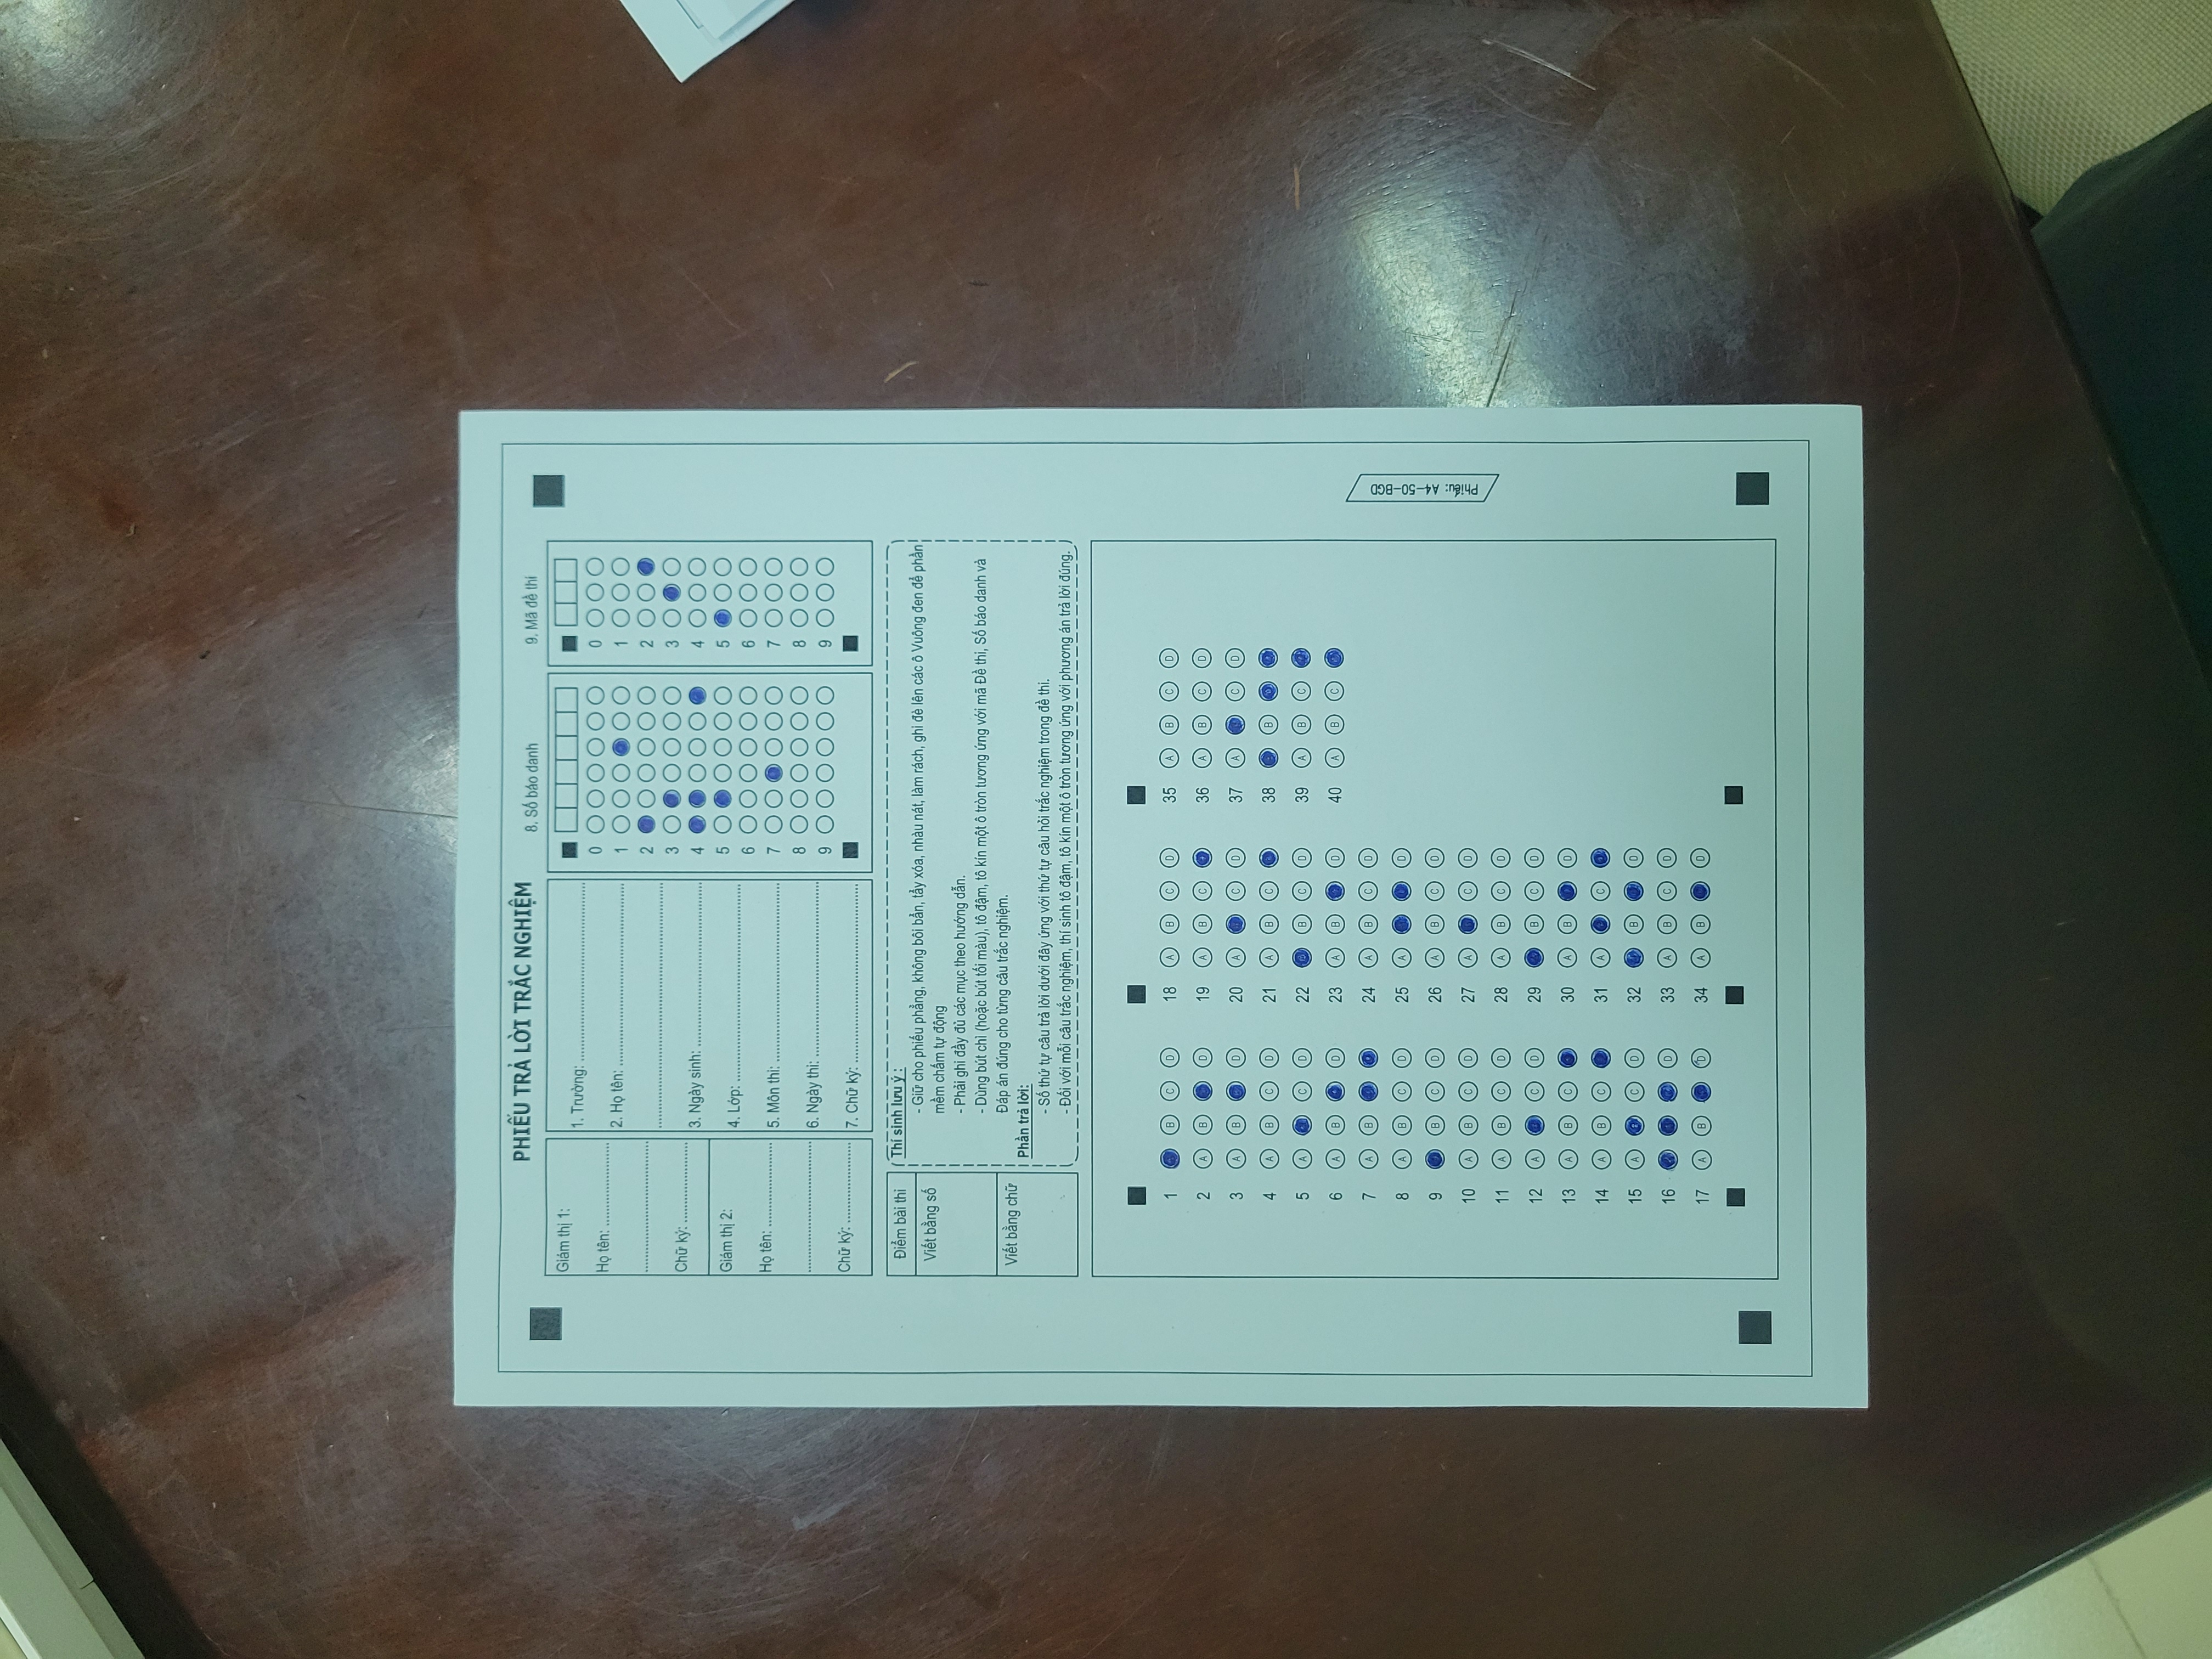 PHIẾU TRẢ LỜI TRẮC NGHIỆM
Giám thị 1:
Họ tên: ....................
................................
Chữ ký: ....................
Giám thị 2:
Họ tên: ....................
................................
Chữ ký: ....................
1. Trường: ............................................
2. Họ tên: ............................................
............................................................
3. Ngày sinh: ........................................
4. Lớp: .................................................
5. Môn thi: ............................................
6. Ngày thi: ...........................................
7. Chữ ký: ............................................
8. Số báo danh
0
1
2
3
4
5
6
7
8
9
9. Mã đề thi
0
1
2
3
4
5
6
7
8
9
Điểm bài thi
Viết bằng số
Viết bằng chữ
Thí sinh lưu ý :
- Giữ cho phiếu phẳng, không bôi bẩn, tẩy xóa, nhàu nát, làm rách, ghi đè lên các ô Vuông đen để phần
mềm chấm tự động
- Phải ghi đầy đủ các mục theo hướng dẫn.
- Dùng bút chì (hoặc bút tối màu), tô đậm, tô kín một ô tròn tương ứng với mã Đề thi, Số báo danh và
Đáp án đúng cho từng câu trắc nghiệm.
Phần trả lời:
- Số thứ tự câu trả lời dưới đây ứng với thứ tự câu hỏi trắc nghiệm trong đề thi.
- Đối với mỗi câu trắc nghiệm, thí sinh tô đậm, tô kín một ô tròn tương ứng với phương án trả lời đúng.
1 B C D
2 A B D
3 A B D
4 A B C D
5 A C D
6 A B D
7 A B
8 A B C D
9 B C D
10 A B C D
11 A B C D
12 A C D
13 A B C
14 A B C
15 A C D
16 D
17 A B D
18 A B C D
19 A B C
20 A C D
21 A B C
22 B C D
23 A B D
24 A B C D
25 A D
26 A B C D
27 A C D
28 A B C D
29 B C D
30 A B D
31 A C
32 B D
33 A B C D
34 A B D
35 A B C D
36 A B C D
37 A C D
38 B
39 A B C
40 A B C
Phiếu: A4-50-BGD